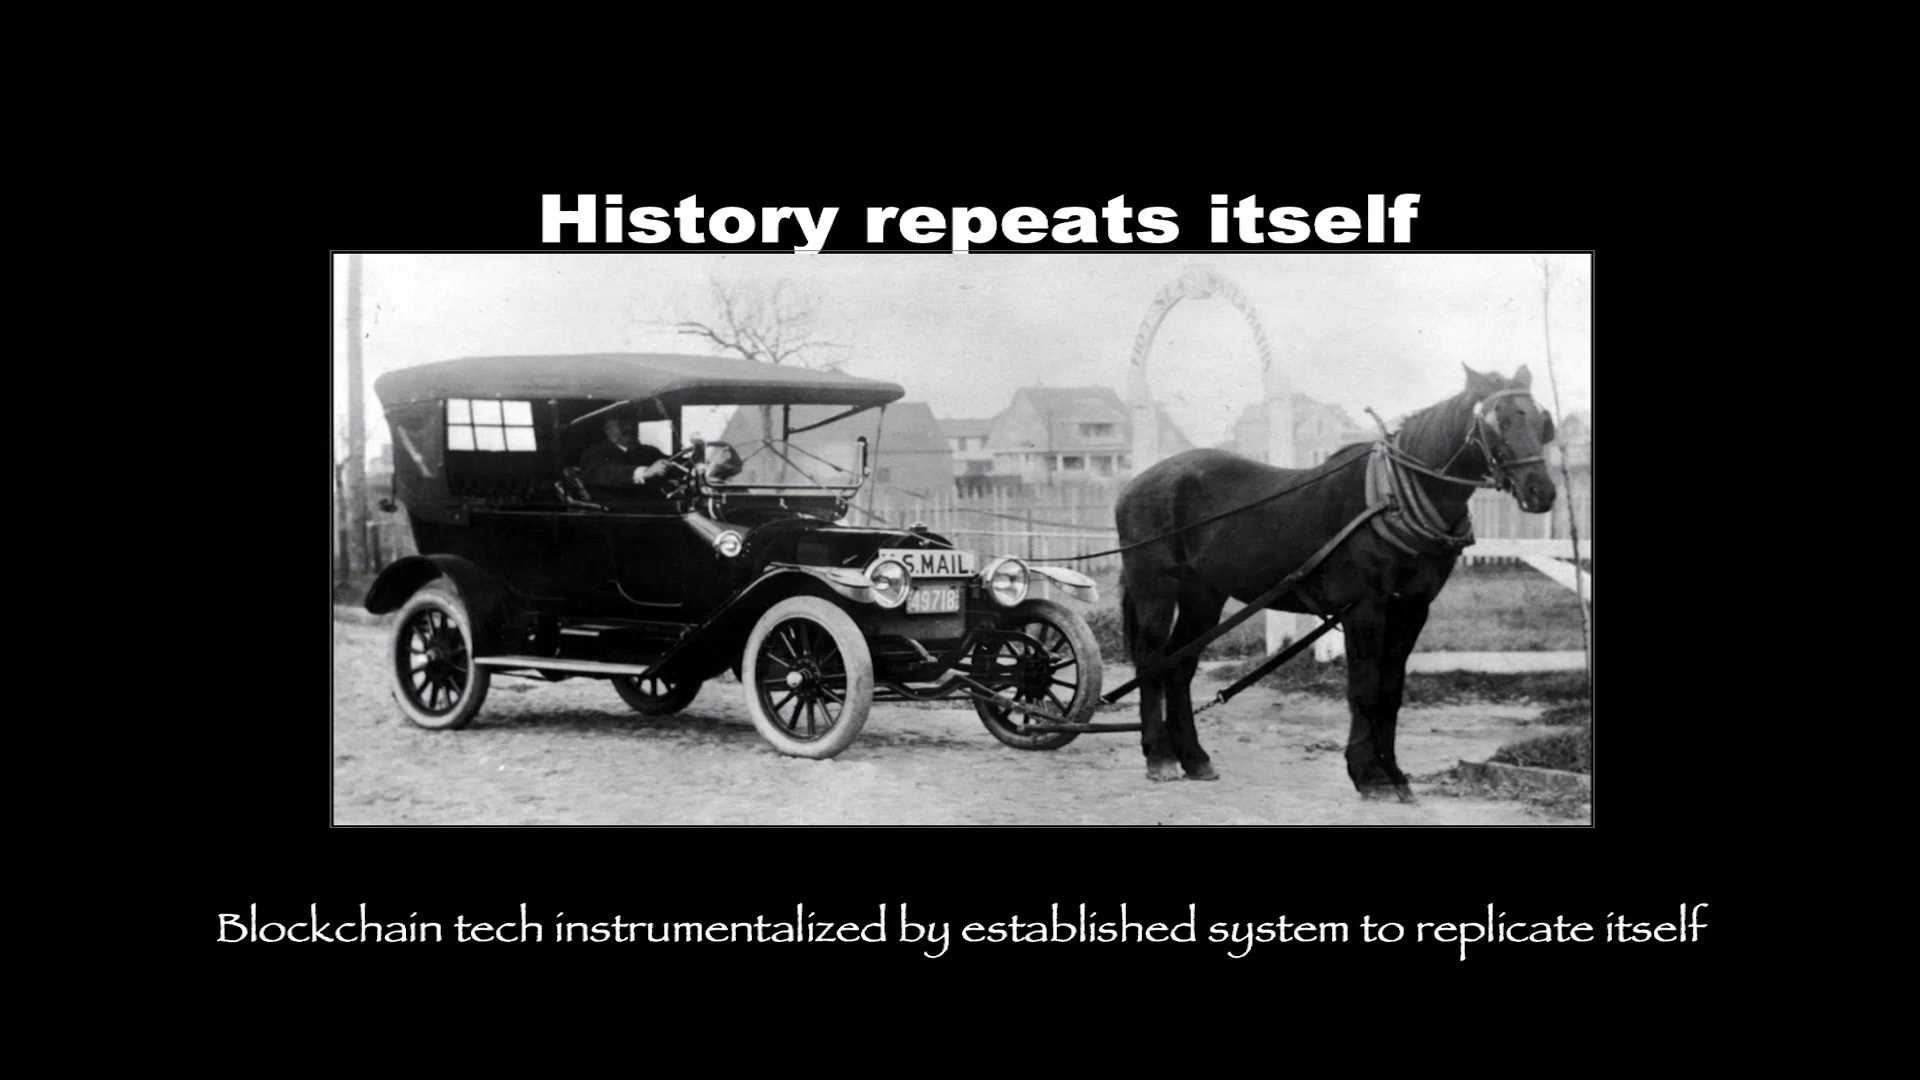 History repeats itself
U.S.MAIL.
49718
Blockchain tech instrumentalized by established system to replicate itself